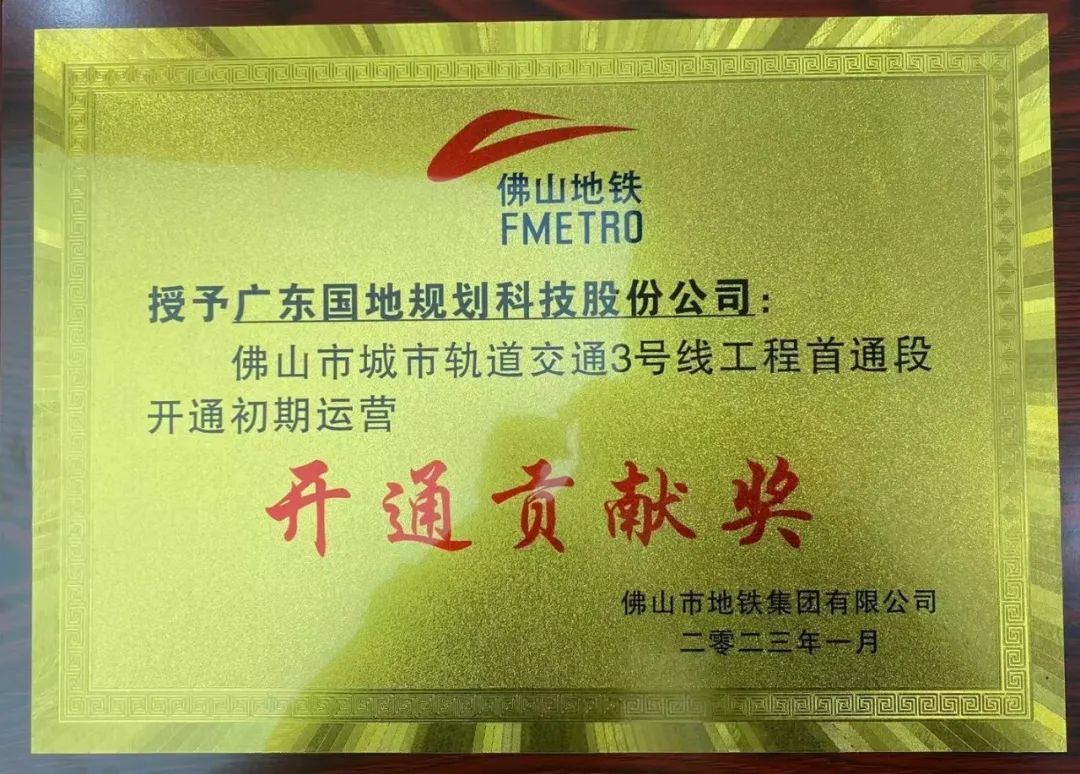 佛山地铁
FMETRO
授予广东国地规划科技股份公司：
佛山市城市轨道交通3号线工程首通段
开通初期运营
开通贡献奖
佛山市地铁集团有限公司
二零二三年一月